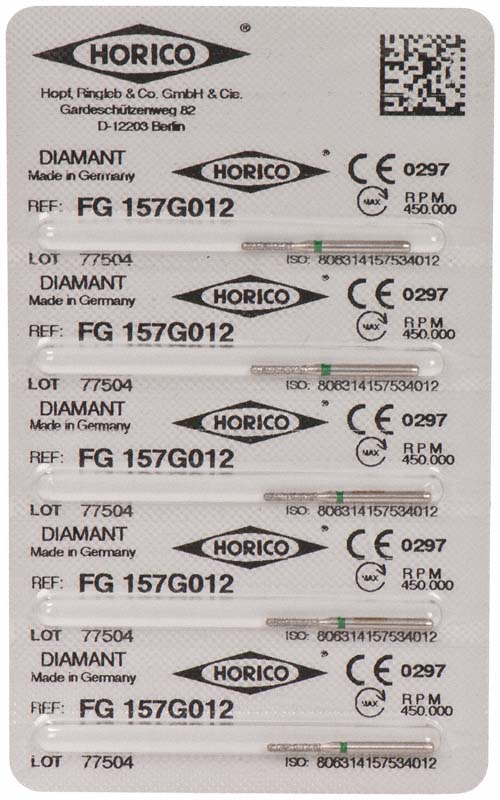 HORICO ®
Hopf, Ringleb & Co. GmbH & Cie.
Gardeschützenweg 82
D-12203 Berlin
DIAMANT HORICO ® CE 0297
Made in Germany
MAX RPM
REF: FG 157G012 450.000
LOT 77504 ISO: 806314157534012
DIAMANT HORICO ® CE 0297
Made in Germany
MAX RPM
REF: FG 157G012 450.000
LOT 77504 ISO: 806314157534012
DIAMANT HORICO ® CE 0297
Made in Germany
MAX RPM
REF: FG 157G012 450.000
LOT 77504 ISO: 806314157534012
DIAMANT HORICO ® CE 0297
Made in Germany
MAX RPM
REF: FG 157G012 450.000
LOT 77504 ISO: 806314157534012
DIAMANT HORICO ® CE 0297
Made in Germany
MAX RPM
REF: FG 157G012 450.000
LOT 77504 ISO: 806314157534012